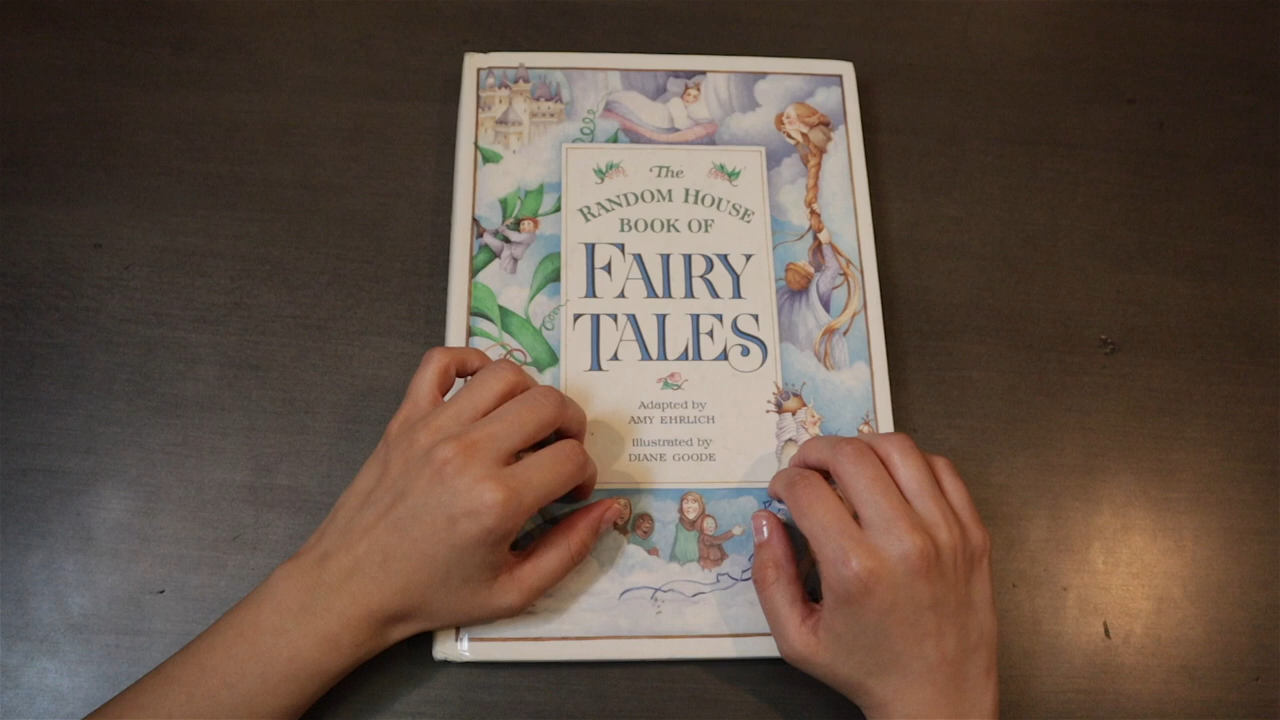 The
RANDOM HOUSE
BOOK OF
FAIRY
TALES
Adapted by
AMY EHRLICH
Illustrated by
DIANE GOODE